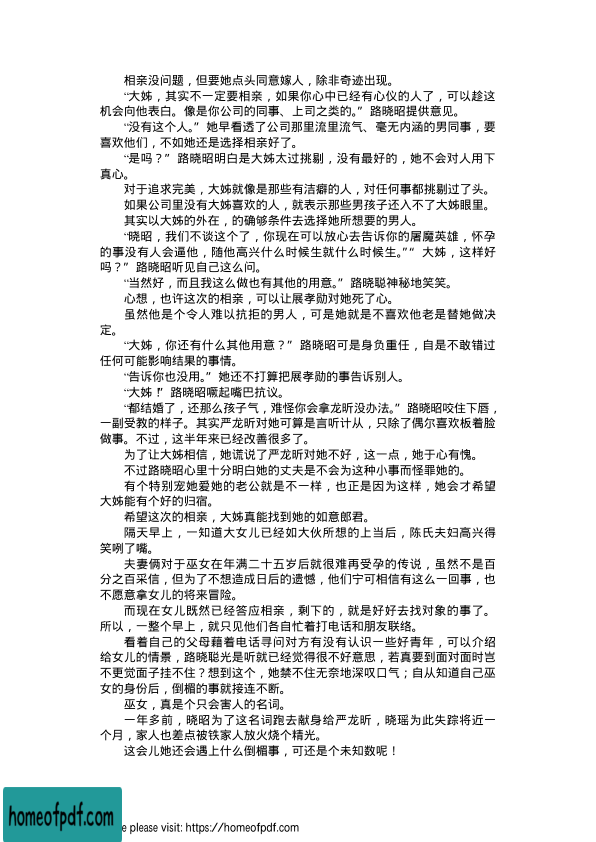 相亲没问题，但要她点头同意嫁人，除非奇迹出现。
“大姊，其实不一定要相亲，如果你心中已经有心仪的人了，可以趁这
机会向他表白。像是你公司的同事、上司之类的。”路晓昭提供意见。
“没有这个人。”她早看透了公司那里流里流气、毫无内涵的男同事，要
喜欢他们，不如她还是选择相亲好了。
“是吗？”路晓昭明白是大姊太过挑剔，没有最好的，她不会对人用下
真心。
对于追求完美，大姊就像是那些有洁癖的人，对任何事都挑剔过了头。
如果公司里没有大姊喜欢的人，就表示那些男孩子还入不了大姊眼里。
其实以大姊的外在，的确够条件去选择她所想要的男人。
“晓昭，我们不谈这个了，你现在可以放心去告诉你的屠魔英雄，怀孕
的事没有人会逼他，随他高兴什么时候生就什么时候生。”“大姊，这样好
吗？”路晓昭听见自己这么问。
“当然好，而且我这么做也有其他的用意。”路晓聪神秘地笑笑。
心想，也许这次的相亲，可以让展孝勋对她死了心。
虽然他是个令人难以抗拒的男人，可是她就是不喜欢他老是替她做决
定。
“大姊，你还有什么其他用意？”路晓昭可是身负重任，自是不敢错过
任何可能影响结果的事情。
“告诉你也没用。”她还不打算把展孝勋的事告诉别人。
“大姊！”路晓昭噘起嘴巴抗议。
“都结婚了，还那么孩子气，难怪你会拿龙昕没办法。”路晓昭咬住下唇，
一副受教的样子。其实严龙昕对她可算是言听计从，只除了偶尔喜欢板着脸
做事。不过，这半年来已经改善很多了。
为了让大姊相信，她谎说了严龙昕对她不好，这一点，她于心有愧。
不过路晓昭心里十分明白她的丈夫是不会为这种小事而怪罪她的。
有个特别宠她爱她的老公就是不一样，也正是因为这样，她会才希望
大姊能有个好的归宿。
希望这次的相亲，大姊真能找到她的如意郎君。
隔天早上，一知道大女儿已经如大伙所想的上当后，陈氏夫妇高兴得
笑咧了嘴。
夫妻俩对于巫女在年满二十五岁后就很难再受孕的传说，虽然不是百
分之百采信，但为了不想造成日后的遗憾，他们宁可相信有这么一回事，也
不愿意拿女儿的将来冒险。
而现在女儿既然已经答应相亲，剩下的，就是好好去找对象的事了。
所以，一整个早上，就只见他们各自忙着打电话和朋友联络。
看着自己的父母藉着电话寻问对方有没有认识一些好青年，可以介绍
给女儿的情景，路晓聪光是听就已经觉得很不好意思，若真要到面对面时岂
不更觉面子挂不住？想到这个，她禁不住无奈地深叹口气；自从知道自己巫
女的身份后，倒楣的事就接连不断。
巫女，真是个只会害人的名词。
一年多前，晓昭为了这名词跑去献身给严龙昕，晓瑶为此失踪将近一
个月，家人也差点被铁家人放火烧个精光。
这会儿她还会遇上什么倒楣事，可还是个未知数呢！
homeofpdf.com
e please visit: https://homeofpdf.com